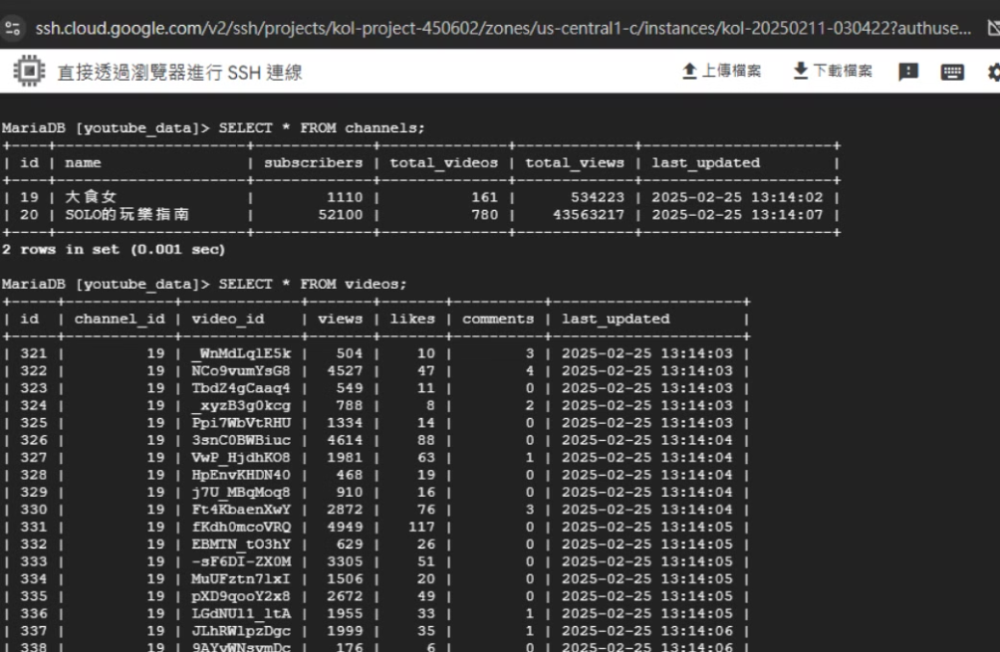 ssh.cloud.google.com/v2/ssh/projects/kol-project-450602/zones/us-central1-c/instances/kol-20250211-030422?authuse...
直接透過瀏覽器進行 SSH 連線 上傳檔案 下載檔案
MariaDB [youtube_data]> SELECT * FROM channels;
| id | name | subscribers | total_videos | total_views | last_updated |
| 19 | 大食女 | 1110 | 161 | 534223 | 2025-02-25 13:14:02 |
| 20 | SOLO的玩樂指南 | 52100 | 780 | 43563217 | 2025-02-25 13:14:07 |
2 rows in set (0.001 sec)
MariaDB [youtube_data]> SELECT * FROM videos;
| id | channel_id | video_id | views | likes | comments | last_updated |
| 321 | 19 | _WnMdLqlE5k | 504 | 10 | 3 | 2025-02-25 13:14:03 |
| 322 | 19 | NCo9vumYsG8 | 4527 | 47 | 4 | 2025-02-25 13:14:03 |
| 323 | 19 | TbdZ4gCaaq4 | 549 | 11 | 0 | 2025-02-25 13:14:03 |
| 324 | 19 | _xyzB3g0kcg | 788 | 8 | 2 | 2025-02-25 13:14:03 |
| 325 | 19 | Ppi7WbVtRHU | 1334 | 14 | 0 | 2025-02-25 13:14:03 |
| 326 | 19 | 3snC0BWBiuc | 4614 | 88 | 0 | 2025-02-25 13:14:04 |
| 327 | 19 | VwP_HjdhKO8 | 1981 | 63 | 1 | 2025-02-25 13:14:04 |
| 328 | 19 | HpEnvKHDN40 | 468 | 19 | 0 | 2025-02-25 13:14:04 |
| 329 | 19 | j7U_MBqMoq8 | 910 | 16 | 0 | 2025-02-25 13:14:04 |
| 330 | 19 | Ft4KbaenXwY | 2872 | 76 | 3 | 2025-02-25 13:14:04 |
| 331 | 19 | fKdh0mcoVRQ | 4949 | 117 | 0 | 2025-02-25 13:14:05 |
| 332 | 19 | EBMTN_tO3hY | 629 | 26 | 0 | 2025-02-25 13:14:05 |
| 333 | 19 | -sF6DI-ZX0M | 3305 | 51 | 0 | 2025-02-25 13:14:05 |
| 334 | 19 | MuUFztn7lxI | 1506 | 20 | 0 | 2025-02-25 13:14:05 |
| 335 | 19 | pXD9qooY2x8 | 2672 | 49 | 0 | 2025-02-25 13:14:05 |
| 336 | 19 | LGdNUl1_ltA | 1955 | 33 | 1 | 2025-02-25 13:14:05 |
| 337 | 19 | JLhRWlpzDgc | 1999 | 35 | 1 | 2025-02-25 13:14:06 |
| 338 | 19 | 9AYvWNsvmDc | 176 | 6 | 0 | 2025-02-25 13:14:06 |